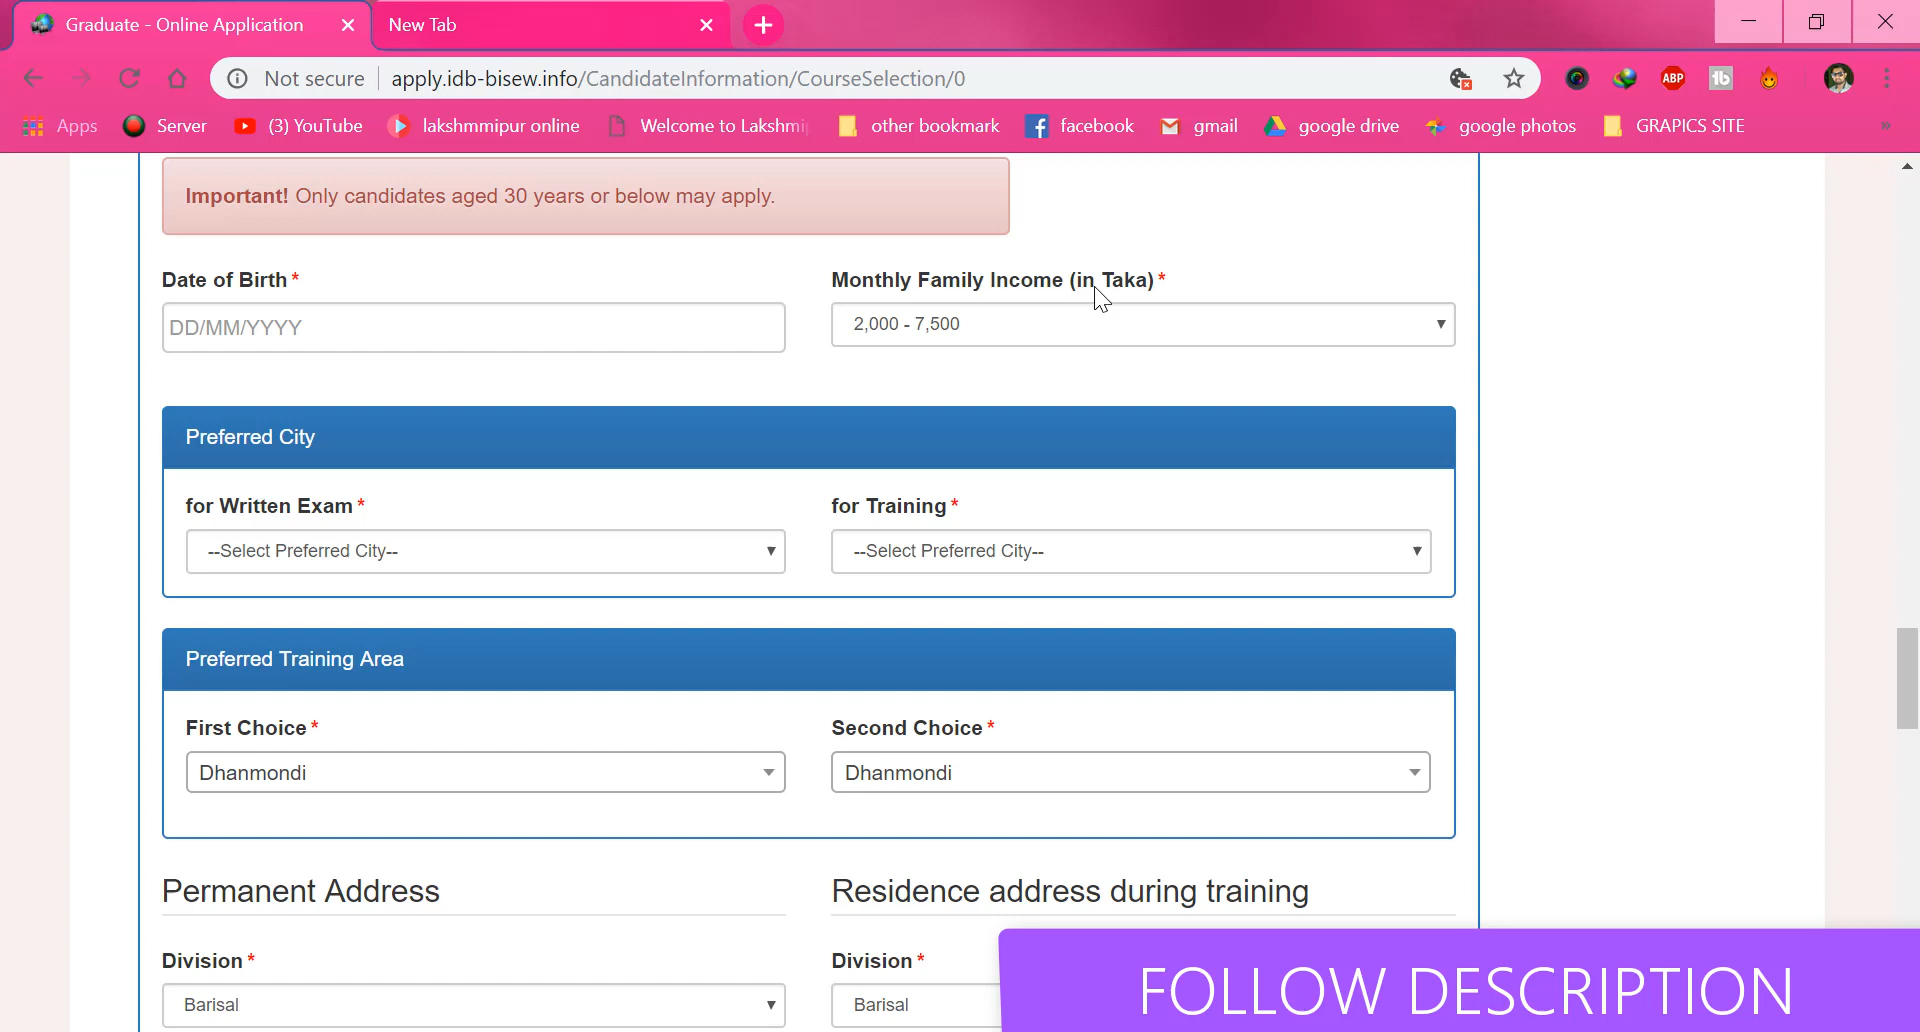 Graduate - Online Application
New Tab
Not secure
apply.idb-bisew.info/CandidateInformation/CourseSelection/0
ABP
Apps
Server
(3) YouTube
lakshmmipur online
Welcome to Lakshmi
other bookmark
facebook
gmail
google drive
google photos
GRAPICS SITE
»
Important! Only candidates aged 30 years or below may apply.
Date of Birth *
Monthly Family Income (in Taka) *
DD/MM/YYYY
2,000 - 7,500
Preferred City
for Written Exam *
for Training *
--Select Preferred City--
--Select Preferred City--
Preferred Training Area
First Choice *
Second Choice *
Dhanmondi
Dhanmondi
Permanent Address
Residence address during training
Division *
Division *
Barisal
Barisal
FOLLOW DESCRIPTION